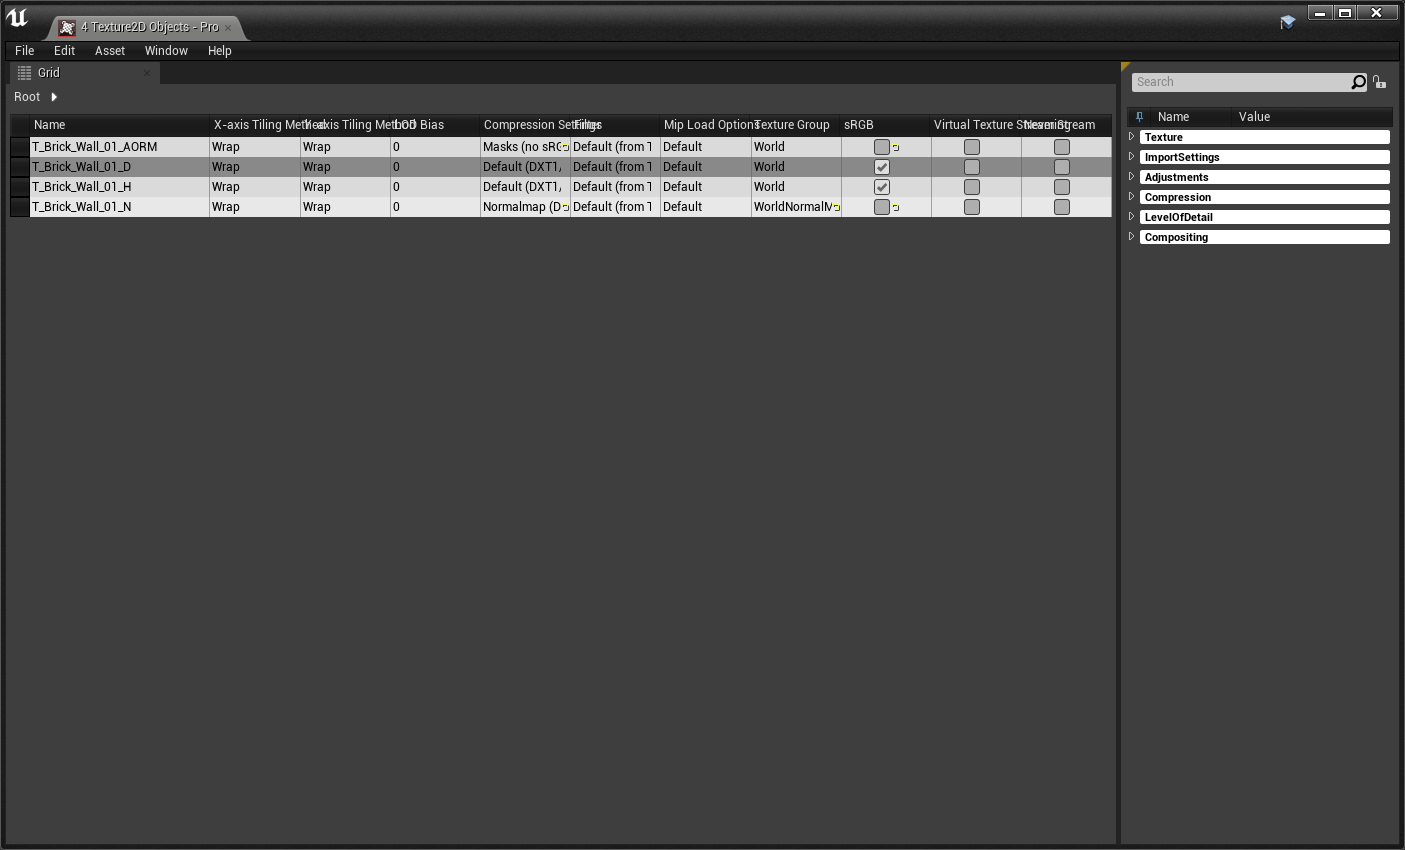 4 Texture2D Objects - Pro
File Edit Asset Window Help
Grid
Root
Name X-axis Tiling Method Y-axis Tiling Method LOD Bias Compression Settings Filter Mip Load Options Texture Group sRGB Virtual Texture Streaming Never Stream
T_Brick_Wall_01_AORM Wrap Wrap 0 Masks (no sRG Default (from T Default World
T_Brick_Wall_01_D Wrap Wrap 0 Default (DXT1, Default (from T Default World
T_Brick_Wall_01_H Wrap Wrap 0 Default (DXT1, Default (from T Default World
T_Brick_Wall_01_N Wrap Wrap 0 Normalmap (D Default (from T Default WorldNormalM
Search
Name Value
Texture
ImportSettings
Adjustments
Compression
LevelOfDetail
Compositing